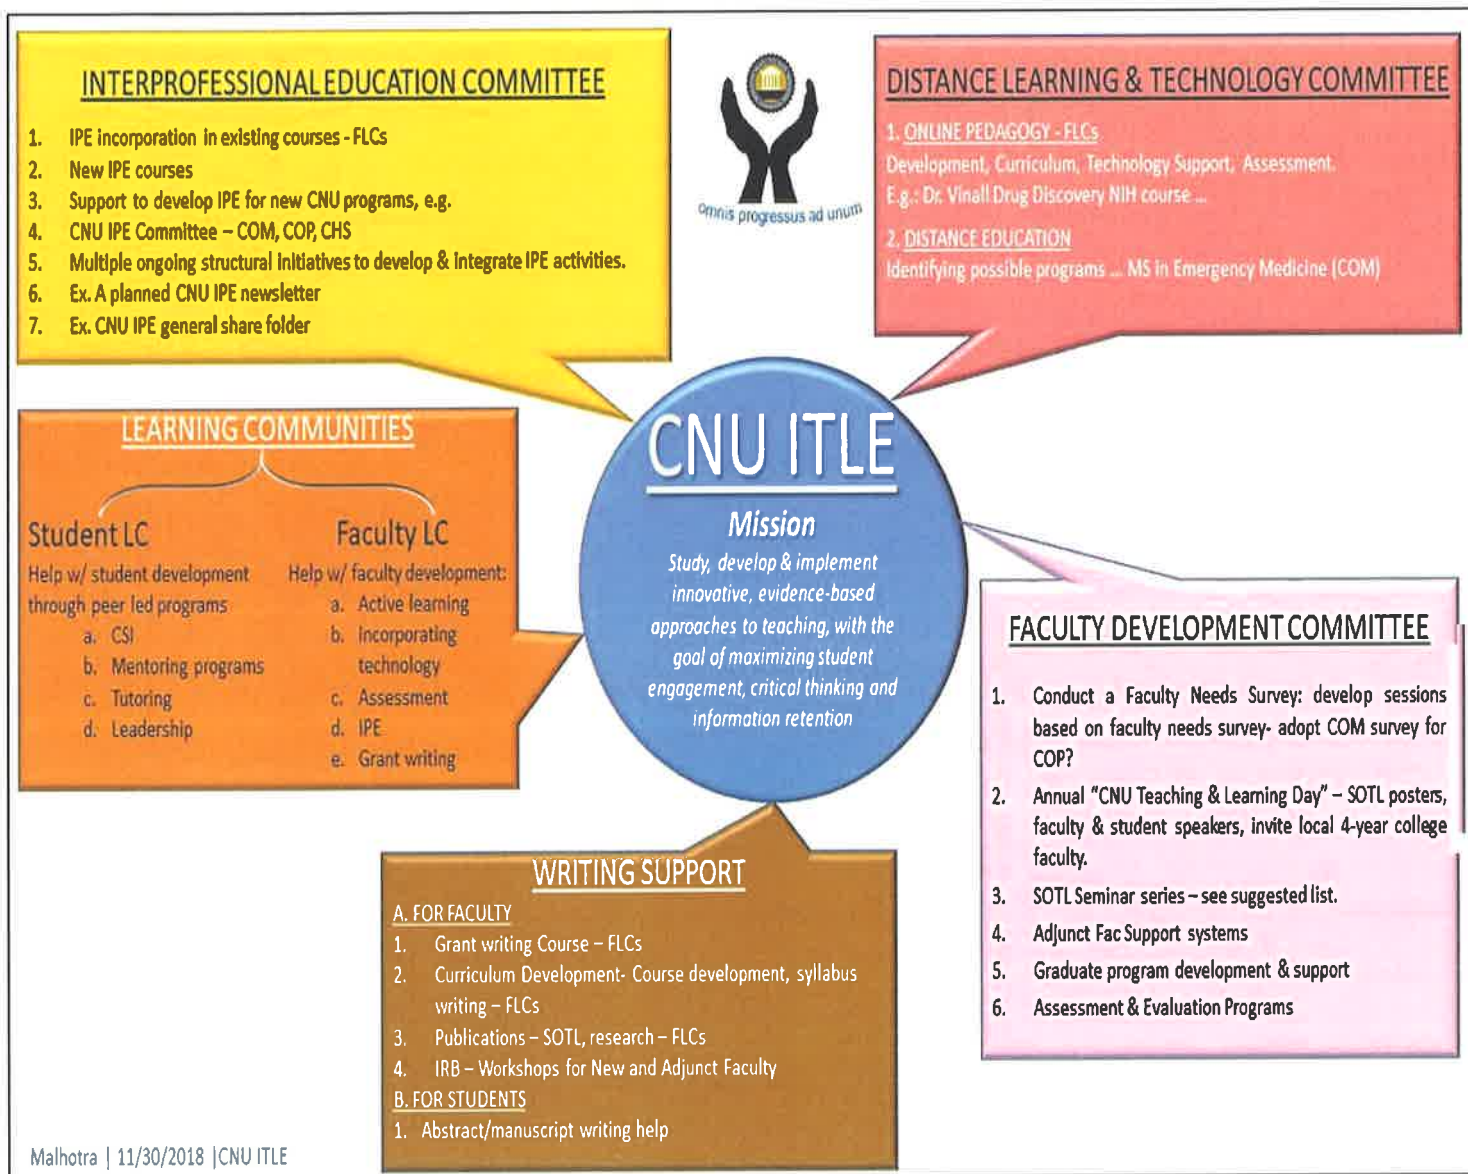 INTERPROFESSIONAL EDUCATION COMMITTEE
1. IPE incorporation in existing courses - FLCs
2. New IPE courses
3. Support to develop IPE for new CNU programs, e.g.
4. CNU IPE Committee – COM, COP, CHS
5. Multiple ongoing structural initiatives to develop & integrate IPE activities.
6. Ex. A planned CNU IPE newsletter
7. Ex. CNU IPE general share folder
omnis progressus ad unum
DISTANCE LEARNING & TECHNOLOGY COMMITTEE
1. ONLINE PEDAGOGY - FLCs
Development, Curriculum, Technology Support, Assessment.
E.g.: Dr. Vinall Drug Discovery NIH course ...
2. DISTANCE EDUCATION
Identifying possible programs ... MS in Emergency Medicine (COM)
LEARNING COMMUNITIES
Student LC
Help w/ student development
through peer led programs
a. CSI
b. Mentoring programs
c. Tutoring
d. Leadership
Faculty LC
Help w/ faculty development:
a. Active learning
b. Incorporating
technology
c. Assessment
d. IPE
e. Grant writing
CNU ITLE
Mission
Study, develop & implement
innovative, evidence-based
approaches to teaching, with the
goal of maximizing student
engagement, critical thinking and
information retention
FACULTY DEVELOPMENT COMMITTEE
1. Conduct a Faculty Needs Survey: develop sessions
based on faculty needs survey- adopt COM survey for
COP?
2. Annual "CNU Teaching & Learning Day" – SOTL posters,
faculty & student speakers, invite local 4-year college
faculty.
3. SOTL Seminar series – see suggested list.
4. Adjunct Fac Support systems
5. Graduate program development & support
6. Assessment & Evaluation Programs
WRITING SUPPORT
A. FOR FACULTY
1. Grant writing Course – FLCs
2. Curriculum Development- Course development, syllabus
writing – FLCs
3. Publications – SOTL, research – FLCs
4. IRB – Workshops for New and Adjunct Faculty
B. FOR STUDENTS
1. Abstract/manuscript writing help
Malhotra | 11/30/2018 |CNU ITLE